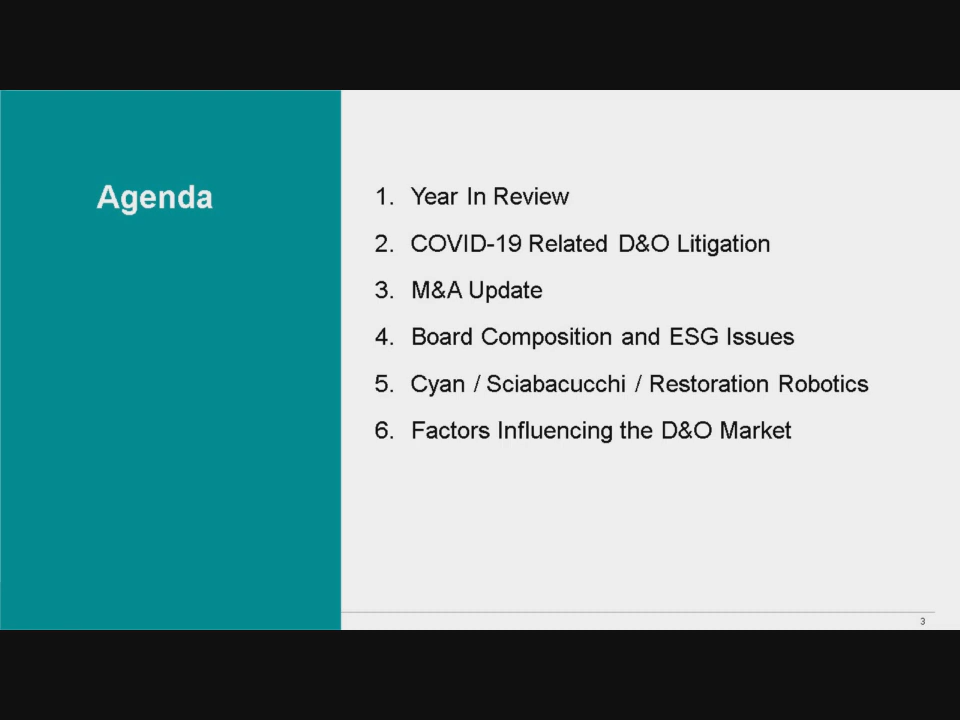 Agenda
1. Year In Review
2. COVID-19 Related D&O Litigation
3. M&A Update
4. Board Composition and ESG Issues
5. Cyan / Sciabacucchi / Restoration Robotics
6. Factors Influencing the D&O Market
3